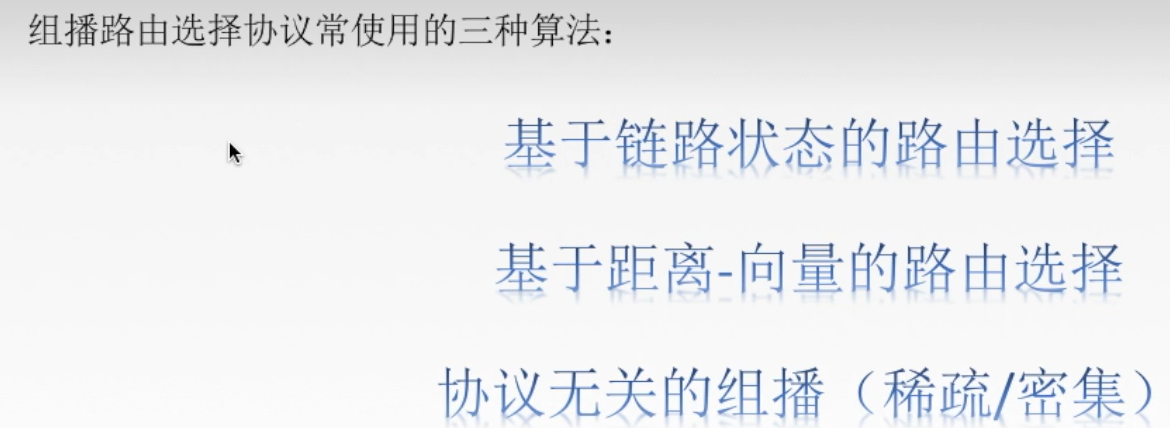 组播路由选择协议常使用的三种算法：
基于链路状态的路由选择
基于距离-向量的路由选择
协议无关的组播（稀疏/密集）